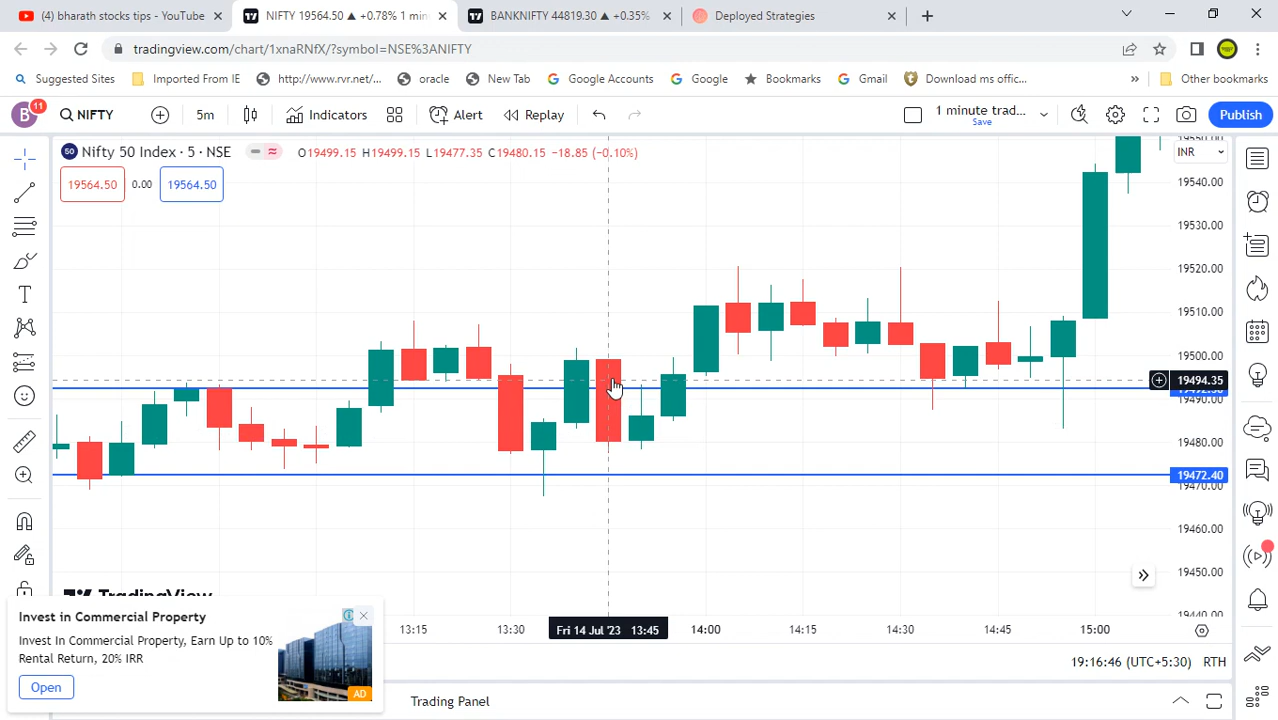 (4) bharath stocks tips - YouTube
NIFTY 19564.50 ▲ +0.78% 1 minu
BANKNIFTY 44819.30 ▲ +0.35%
Deployed Strategies
tradingview.com/chart/1xnaRNfX/?symbol=NSE%3ANIFTY
Suggested Sites
Imported From IE
http://www.rvr.net/...
oracle
New Tab
Google Accounts
Google
Bookmarks
Gmail
Download ms offic...
»
Other bookmarks
B
11
NIFTY
5m
Indicators
Alert
Replay
1 minute trad...
Save
Publish
50
Nifty 50 Index · 5 · NSE
O19499.15 H19499.15 L19477.35 C19480.15 −18.85 (−0.10%)
INR
19564.50
0.00
19564.50
19540.00
19530.00
19520.00
19510.00
19500.00
19494.35
19490.00
19480.00
19472.40
19470.00
19460.00
19450.00
19440.00
TradingView
13:15
13:30
Fri 14 Jul '23 13:45
14:00
14:15
14:30
14:45
15:00
19:16:46 (UTC+5:30)
RTH
Invest in Commercial Property
Invest In Commercial Property, Earn Up to 10%
Rental Return, 20% IRR
Open
AD
Trading Panel